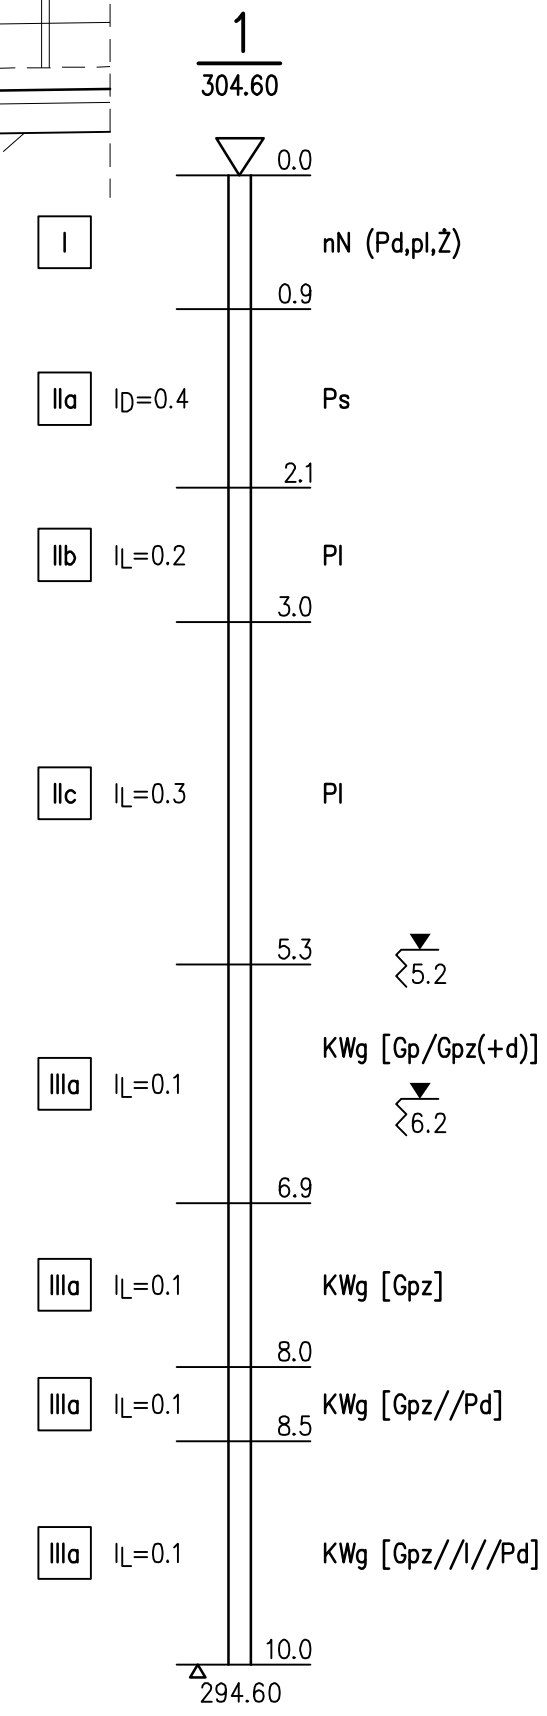 1
304.60
0.0
I nN (Pd,pl,Ż)
0.9
IIa ID=0.4 Ps
2.1
IIb IL=0.2 Pl
3.0
IIc IL=0.3 Pl
5.3
5.2
KWg [Gp/Gpz(+d)]
IIIa IL=0.1
6.2
6.9
IIIa IL=0.1 KWg [Gpz]
8.0
IIIa IL=0.1 KWg [Gpz//Pd]
8.5
IIIa IL=0.1 KWg [Gpz//I//Pd]
10.0
294.60